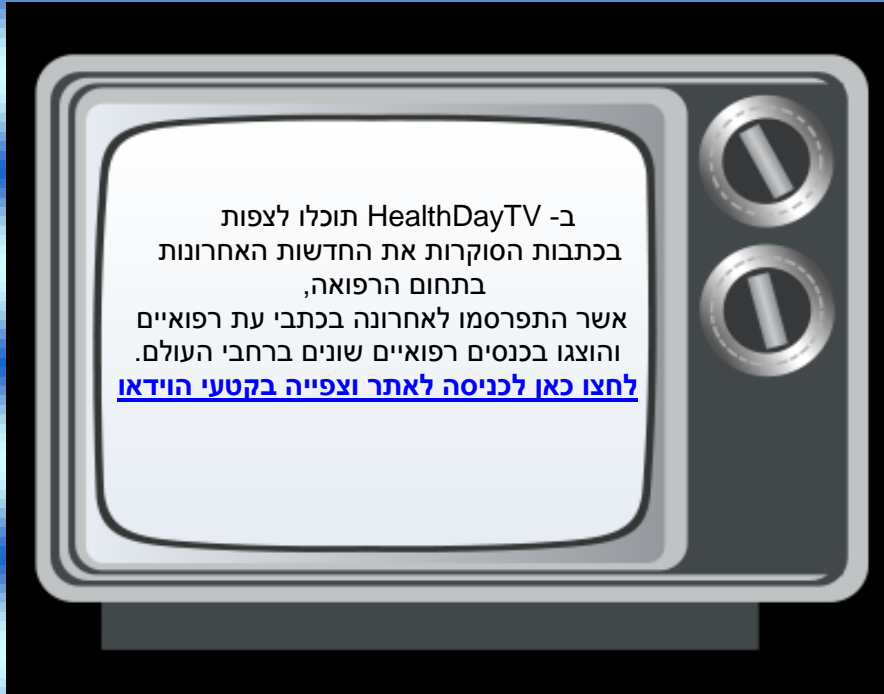 ב- HealthDayTV תוכלו לצפות
בכתבות הסוקרות את החדשות האחרונות
בתחום הרפואה,
אשר התפרסמו לאחרונה בכתבי עת רפואיים
והוצגו בכנסים רפואיים שונים ברחבי העולם.
לחצו כאן לכניסה לאתר וצפייה בקטעי הוידאו